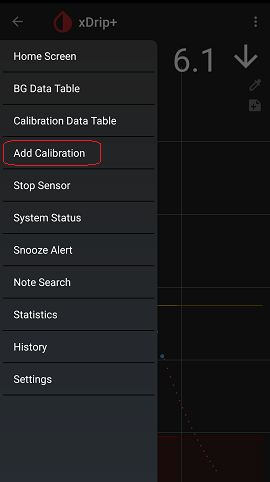 xDrip+
6.1
Home Screen
BG Data Table
Calibration Data Table
Add Calibration
Stop Sensor
System Status
Snooze Alert
Note Search
Statistics
History
Settings